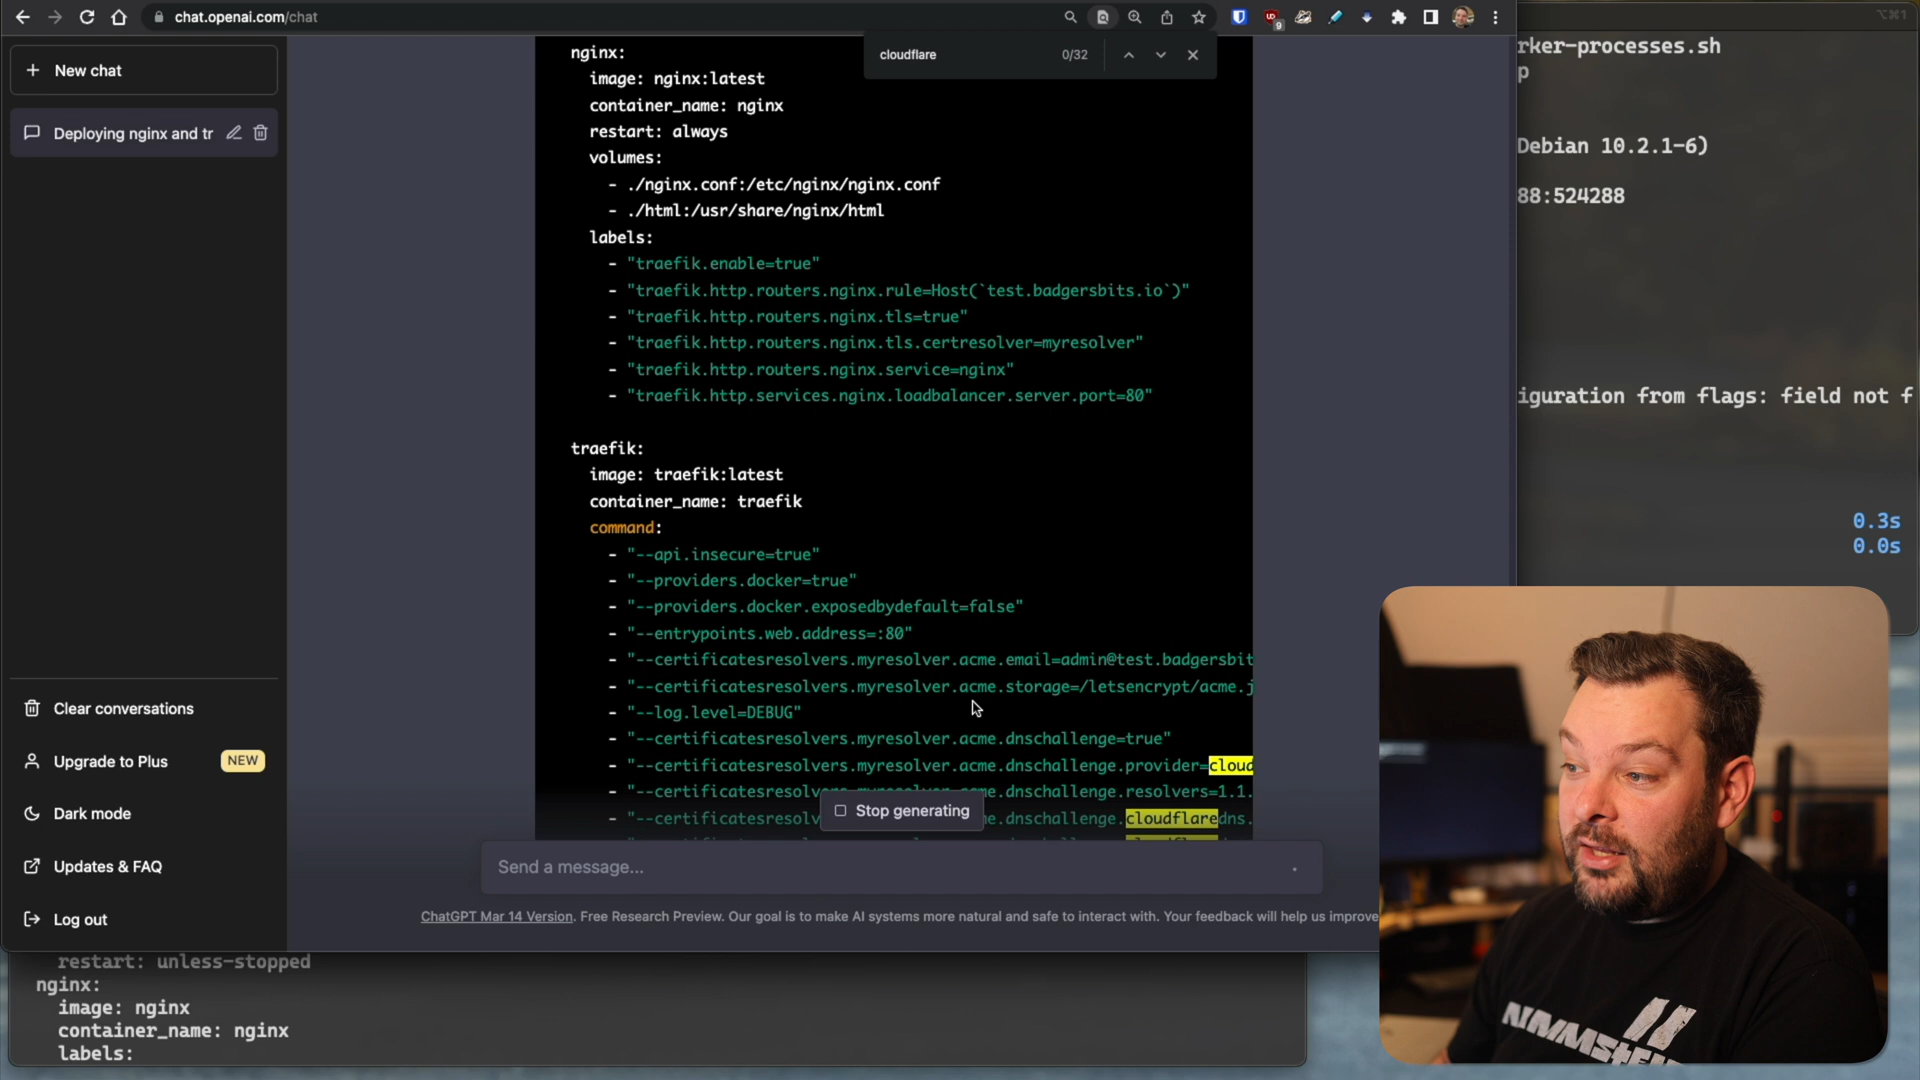 chat.openai.com/chat
9
cloudflare
0/32
New chat
Deploying nginx and tr
Clear conversations
Upgrade to Plus
NEW
Dark mode
Updates & FAQ
Log out
nginx:
image: nginx:latest
container_name: nginx
restart: always
volumes:
- ./nginx.conf:/etc/nginx/nginx.conf
- ./html:/usr/share/nginx/html
labels:
- "traefik.enable=true"
- "traefik.http.routers.nginx.rule=Host(`test.badgersbits.io`)"
- "traefik.http.routers.nginx.tls=true"
- "traefik.http.routers.nginx.tls.certresolver=myresolver"
- "traefik.http.routers.nginx.service=nginx"
- "traefik.http.services.nginx.loadbalancer.server.port=80"
traefik:
image: traefik:latest
container_name: traefik
command:
- "--api.insecure=true"
- "--providers.docker=true"
- "--providers.docker.exposedbydefault=false"
- "--entrypoints.web.address=:80"
- "--certificatesresolvers.myresolver.acme.email=admin@test.badgersbit
- "--certificatesresolvers.myresolver.acme.storage=/letsencrypt/acme.j
- "--log.level=DEBUG"
- "--certificatesresolvers.myresolver.acme.dnschallenge=true"
- "--certificatesresolvers.myresolver.acme.dnschallenge.provider=cloud
- "--certificatesresolvers.myresolver.acme.dnschallenge.resolvers=1.1.
- "--certificatesresol e.dnschallenge.cloudflaredns.
Stop generating
Send a message...
ChatGPT Mar 14 Version. Free Research Preview. Our goal is to make AI systems more natural and safe to interact with. Your feedback will help us improve
restart: unless-stopped
nginx:
image: nginx
container_name: nginx
labels:
⌥⌘1
rker-processes.sh
p
Debian 10.2.1-6)
88:524288
iguration from flags: field not f
0.3s
0.0s